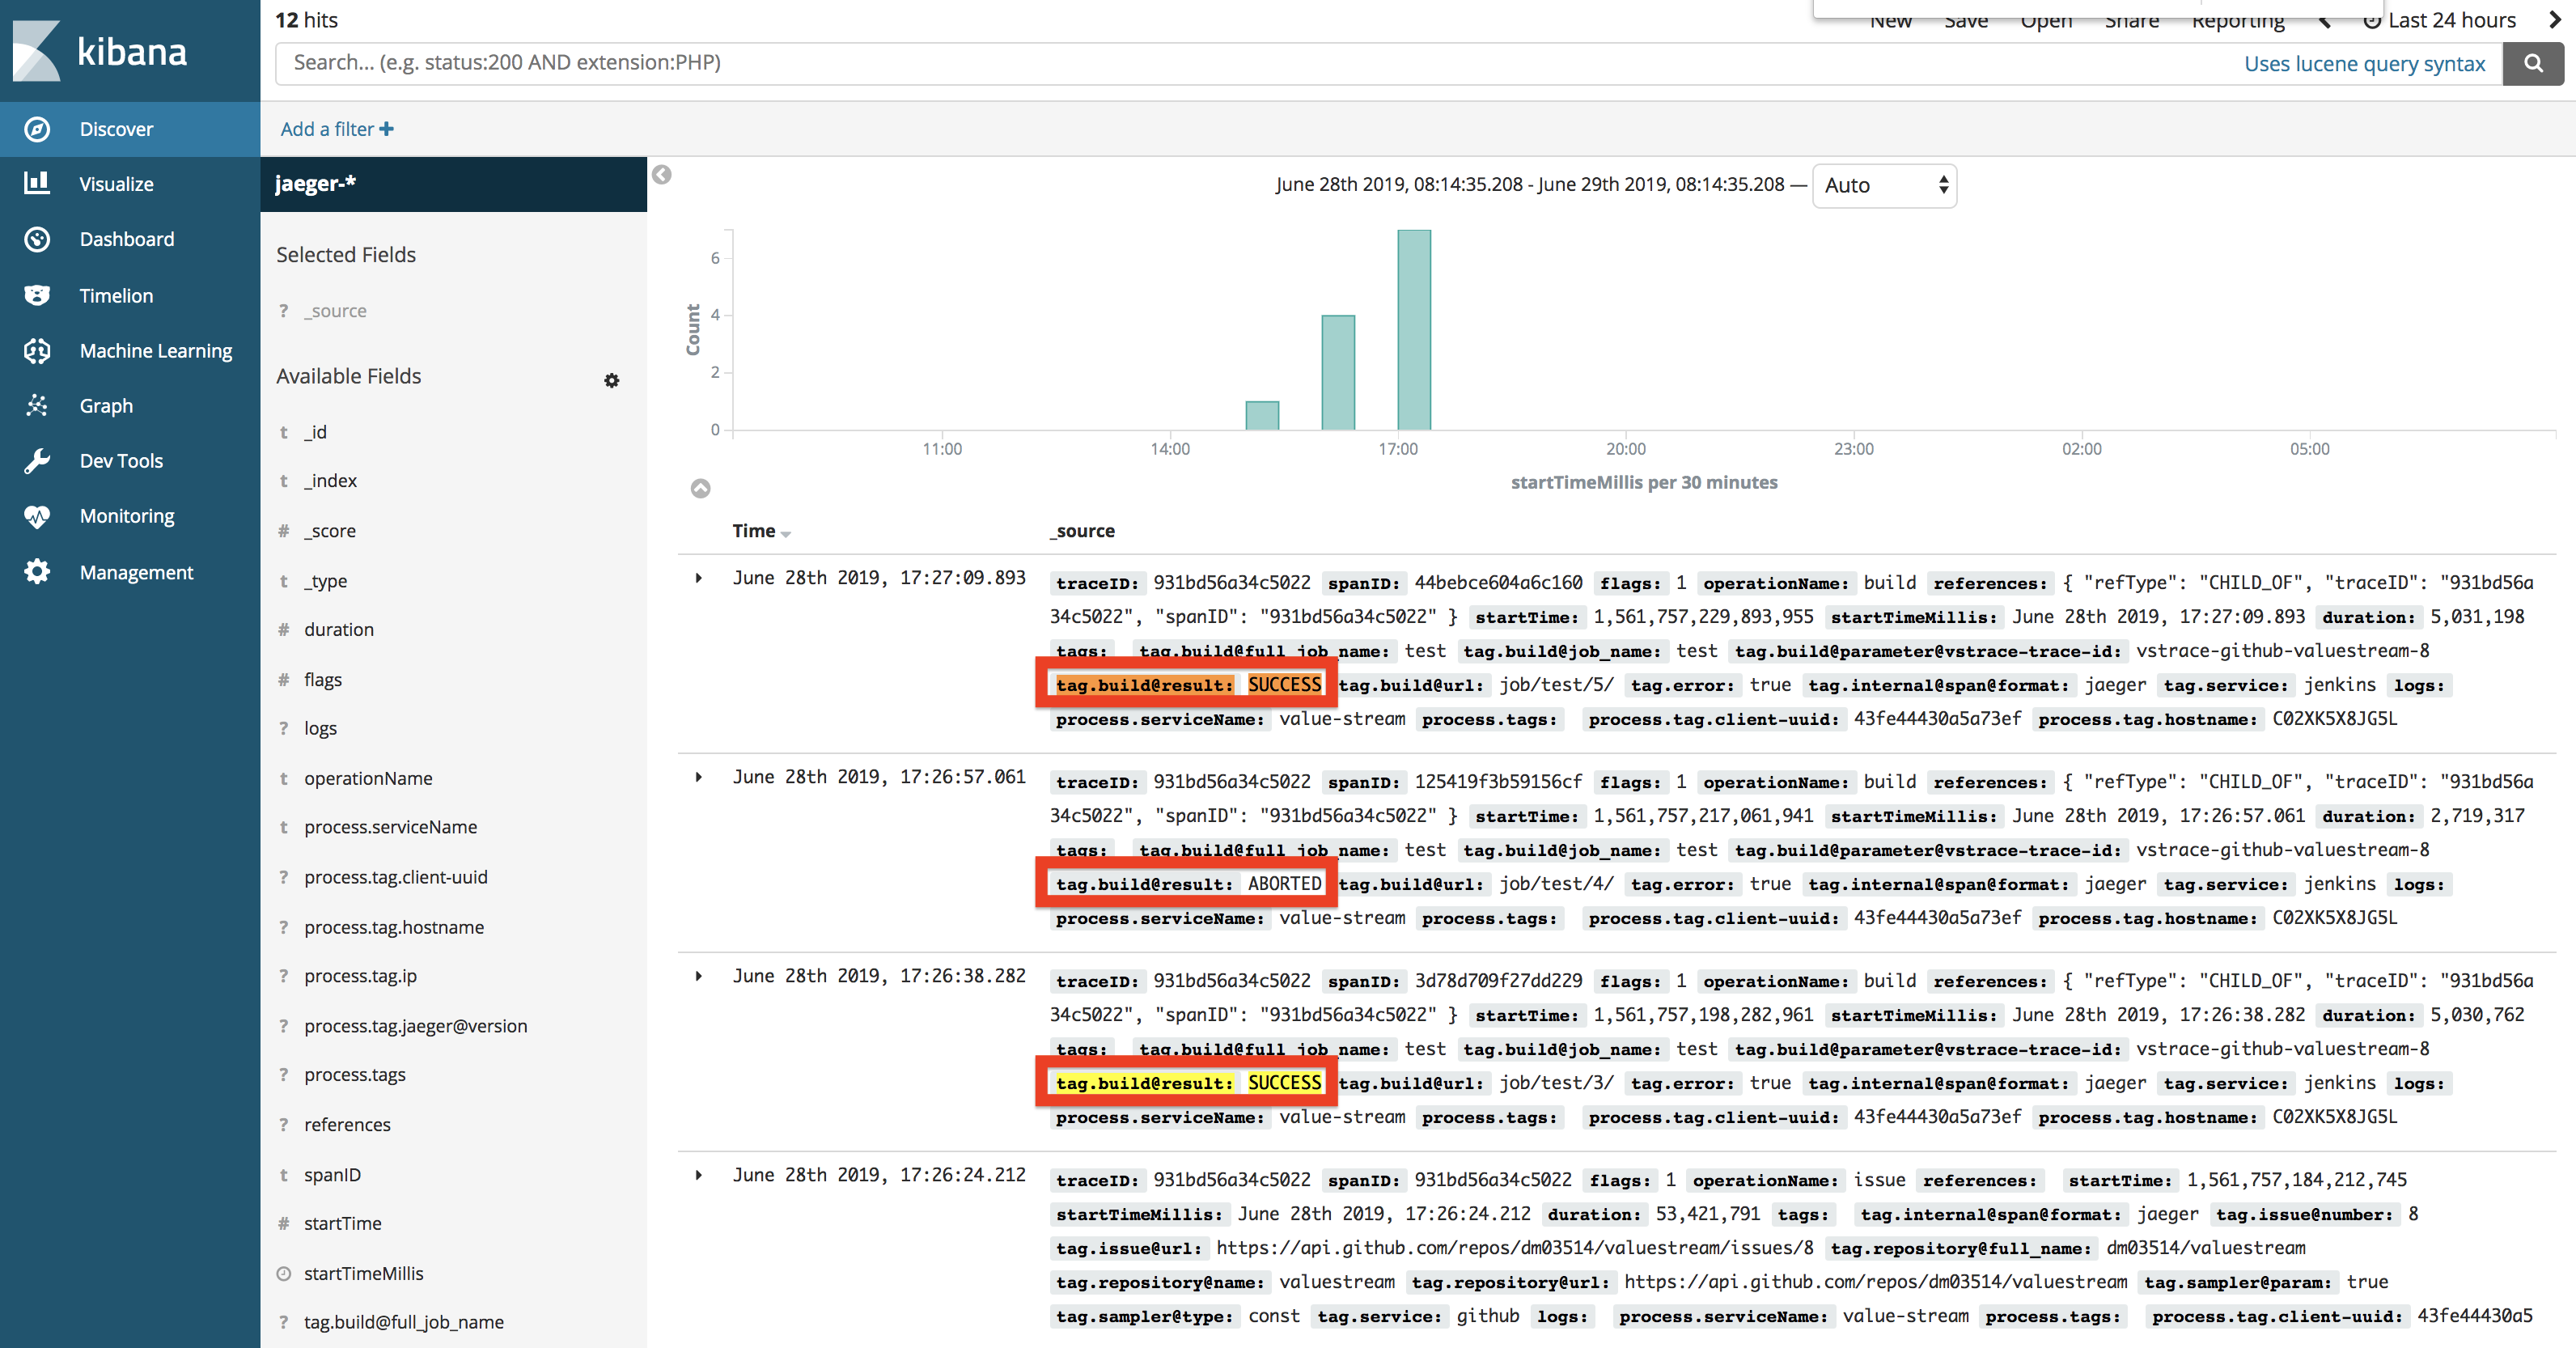 kibana
Discover
Visualize
Dashboard
Timelion
Machine Learning
Graph
Dev Tools
Monitoring
Management
12 hits
New Save Open Share Reporting Last 24 hours
Search... (e.g. status:200 AND extension:PHP)
Uses lucene query syntax
Add a filter +
jaeger-*
Selected Fields
? _source
Available Fields
t _id
t _index
# _score
t _type
# duration
# flags
? logs
t operationName
t process.serviceName
? process.tag.client-uuid
? process.tag.hostname
? process.tag.ip
? process.tag.jaeger@version
? process.tags
? references
t spanID
# startTime
startTimeMillis
? tag.build@full_job_name
June 28th 2019, 08:14:35.208 - June 29th 2019, 08:14:35.208 — Auto
Count
6
4
2
0
11:00 14:00 17:00 20:00 23:00 02:00 05:00
startTimeMillis per 30 minutes
Time _source
June 28th 2019, 17:27:09.893 traceID: 931bd56a34c5022 spanID: 44bebce604a6c160 flags: 1 operationName: build references: { "refType": "CHILD_OF", "traceID": "931bd56a
34c5022", "spanID": "931bd56a34c5022" } startTime: 1,561,757,229,893,955 startTimeMillis: June 28th 2019, 17:27:09.893 duration: 5,031,198
tags: tag.build@full_job_name: test tag.build@job_name: test tag.build@parameter@vstrace-trace-id: vstrace-github-valuestream-8
tag.build@result: SUCCESS tag.build@url: job/test/5/ tag.error: true tag.internal@span@format: jaeger tag.service: jenkins logs:
process.serviceName: value-stream process.tags: process.tag.client-uuid: 43fe44430a5a73ef process.tag.hostname: C02XK5X8JG5L
June 28th 2019, 17:26:57.061 traceID: 931bd56a34c5022 spanID: 125419f3b59156cf flags: 1 operationName: build references: { "refType": "CHILD_OF", "traceID": "931bd56a
34c5022", "spanID": "931bd56a34c5022" } startTime: 1,561,757,217,061,941 startTimeMillis: June 28th 2019, 17:26:57.061 duration: 2,719,317
tags: tag.build@full_job_name: test tag.build@job_name: test tag.build@parameter@vstrace-trace-id: vstrace-github-valuestream-8
tag.build@result: ABORTED tag.build@url: job/test/4/ tag.error: true tag.internal@span@format: jaeger tag.service: jenkins logs:
process.serviceName: value-stream process.tags: process.tag.client-uuid: 43fe44430a5a73ef process.tag.hostname: C02XK5X8JG5L
June 28th 2019, 17:26:38.282 traceID: 931bd56a34c5022 spanID: 3d78d709f27dd229 flags: 1 operationName: build references: { "refType": "CHILD_OF", "traceID": "931bd56a
34c5022", "spanID": "931bd56a34c5022" } startTime: 1,561,757,198,282,961 startTimeMillis: June 28th 2019, 17:26:38.282 duration: 5,030,762
tags: tag.build@full_job_name: test tag.build@job_name: test tag.build@parameter@vstrace-trace-id: vstrace-github-valuestream-8
tag.build@result: SUCCESS tag.build@url: job/test/3/ tag.error: true tag.internal@span@format: jaeger tag.service: jenkins logs:
process.serviceName: value-stream process.tags: process.tag.client-uuid: 43fe44430a5a73ef process.tag.hostname: C02XK5X8JG5L
June 28th 2019, 17:26:24.212 traceID: 931bd56a34c5022 spanID: 931bd56a34c5022 flags: 1 operationName: issue references: startTime: 1,561,757,184,212,745
startTimeMillis: June 28th 2019, 17:26:24.212 duration: 53,421,791 tags: tag.internal@span@format: jaeger tag.issue@number: 8
tag.issue@url: https://api.github.com/repos/dm03514/valuestream/issues/8 tag.repository@full_name: dm03514/valuestream
tag.repository@name: valuestream tag.repository@url: https://api.github.com/repos/dm03514/valuestream tag.sampler@param: true
tag.sampler@type: const tag.service: github logs: process.serviceName: value-stream process.tags: process.tag.client-uuid: 43fe44430a5